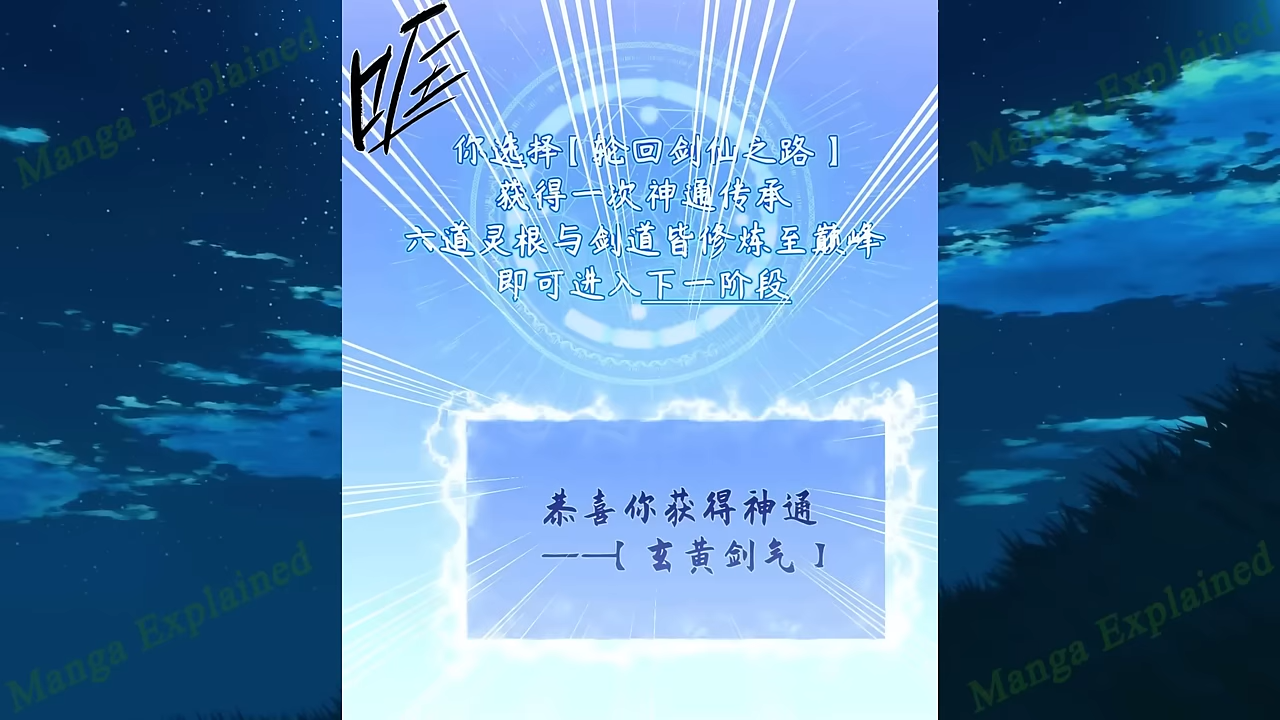 哐
Manga Explained
Manga Explained
你选择【轮回剑仙之路】
获得一次神通传承
六道灵根与剑道皆修炼至巅峰
即可进入下一阶段
恭喜你获得神通
——【玄黄剑气】
Manga Explained
Manga Explained